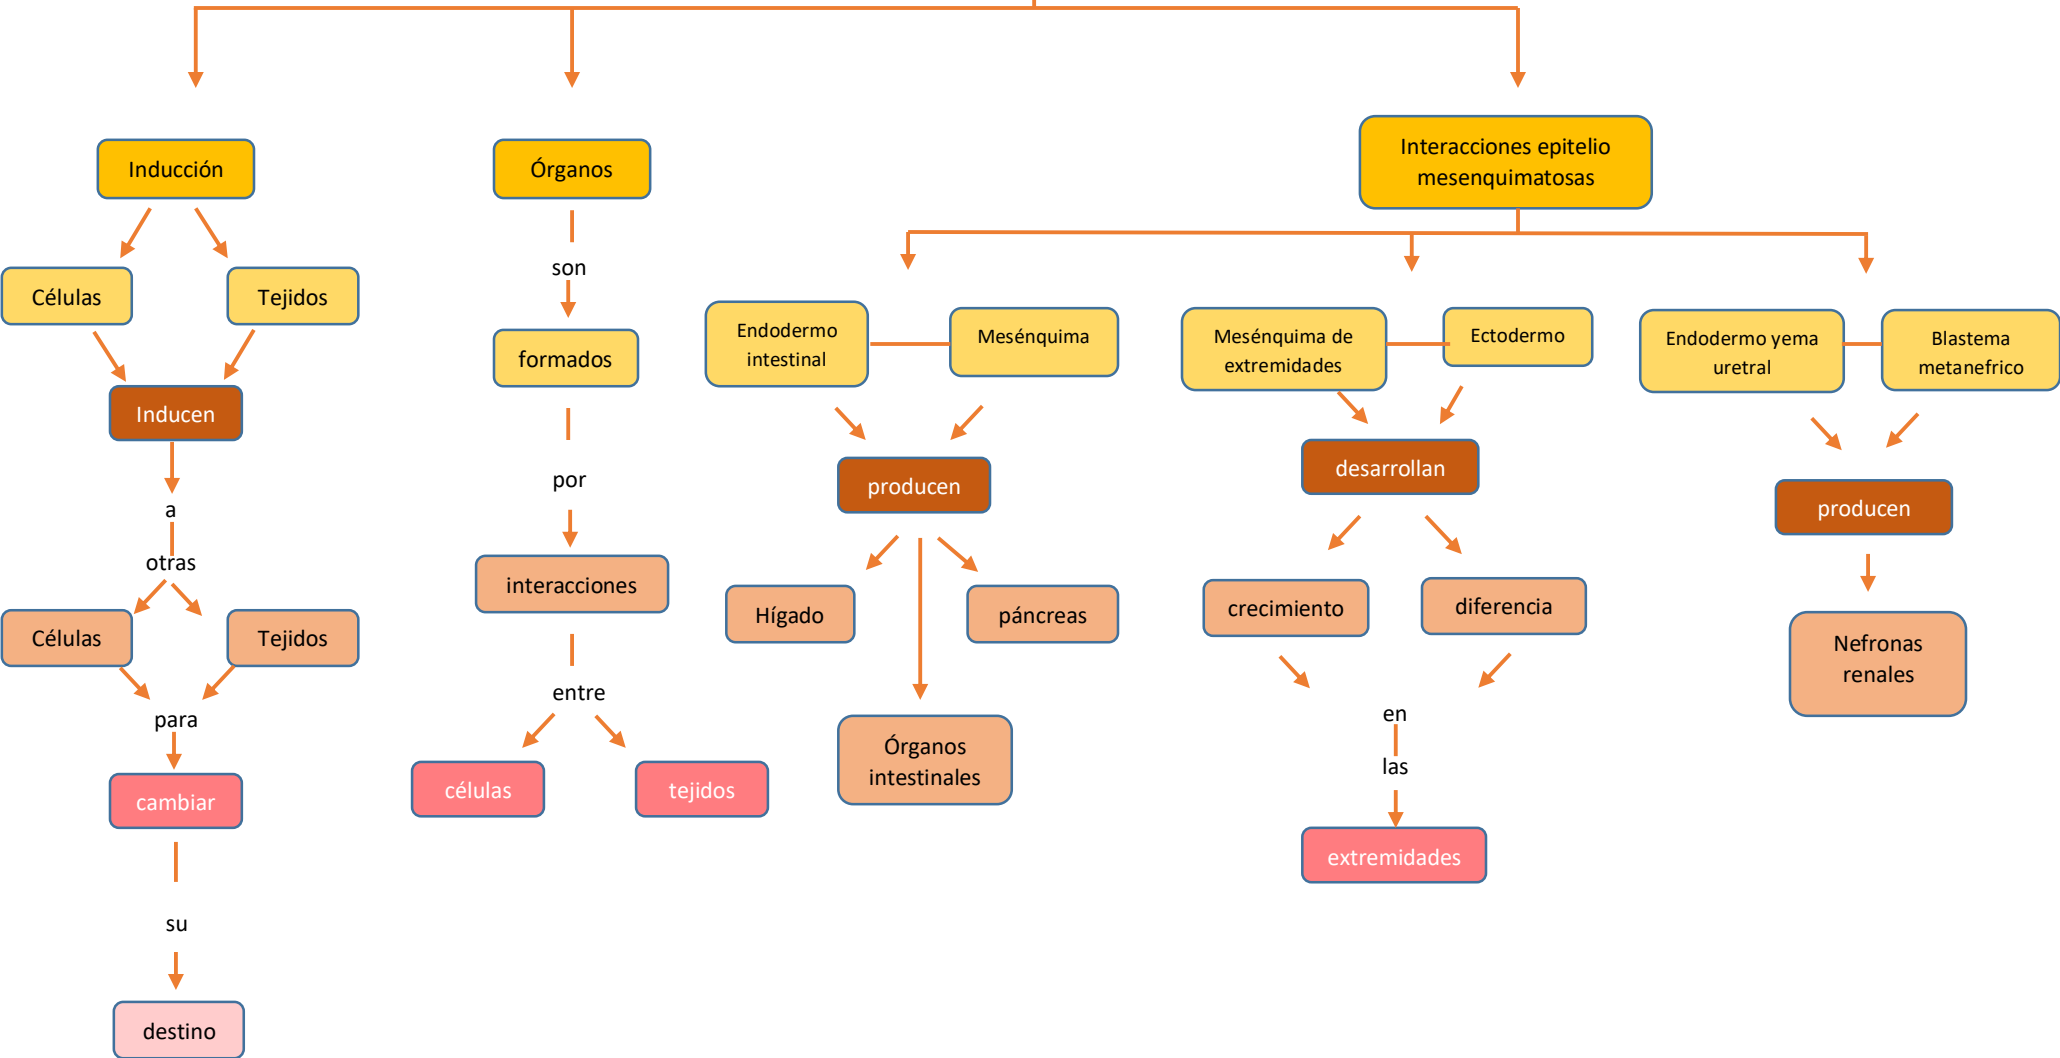 Inducción
Células
Tejidos
Inducen
a
otras
Células
Tejidos
para
cambiar
su
destino
Órganos
son
formados
por
interacciones
entre
células
tejidos
Interacciones epitelio
mesenquimatosas
Endodermo
intestinal
Mesénquima
producen
Hígado
páncreas
Órganos
intestinales
Mesénquima de
extremidades
Ectodermo
desarrollan
crecimiento
diferencia
en
las
extremidades
Endodermo yema
uretral
Blastema
metanefrico
producen
Nefronas
renales